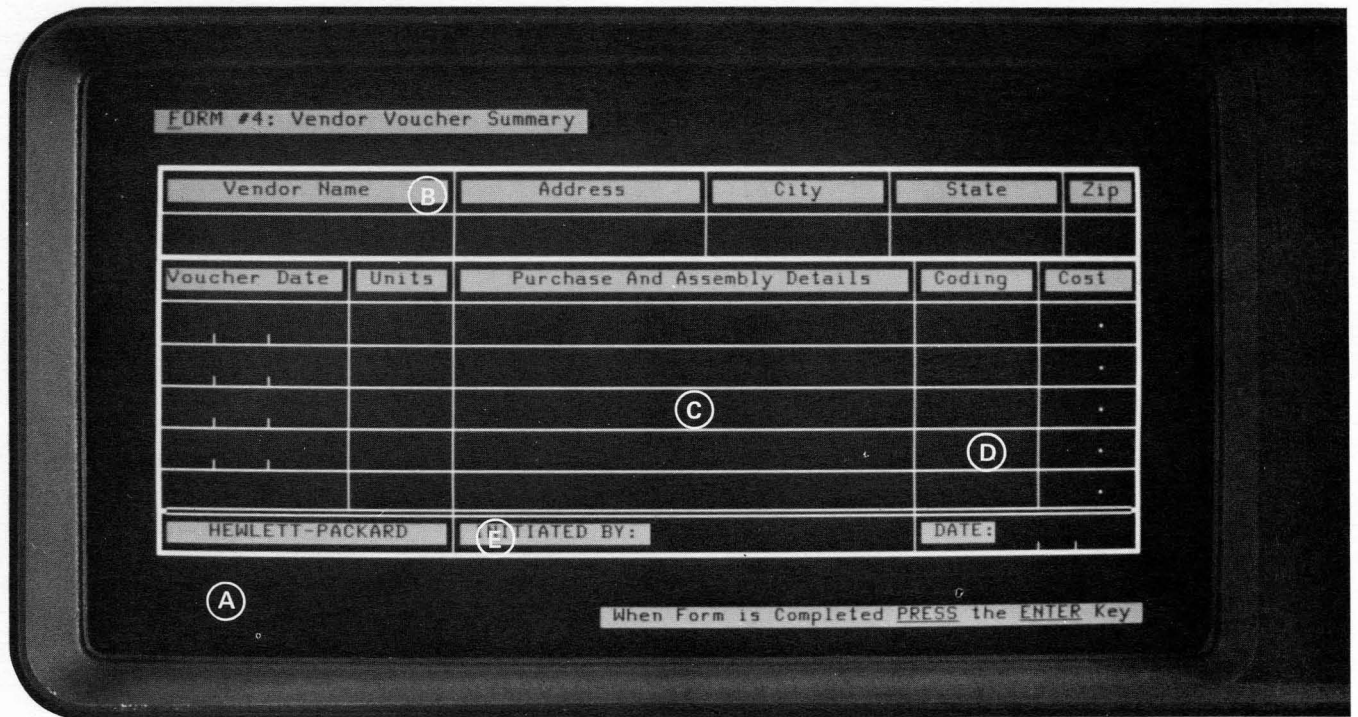 FORM #4: Vendor Voucher Summary
Vendor Name B Address City State Zip
Voucher Date Units Purchase And Assembly Details Coding Cost
C
D
HEWLETT-PACKARD E INITIATED BY: DATE:
A
When Form is Completed PRESS the ENTER Key